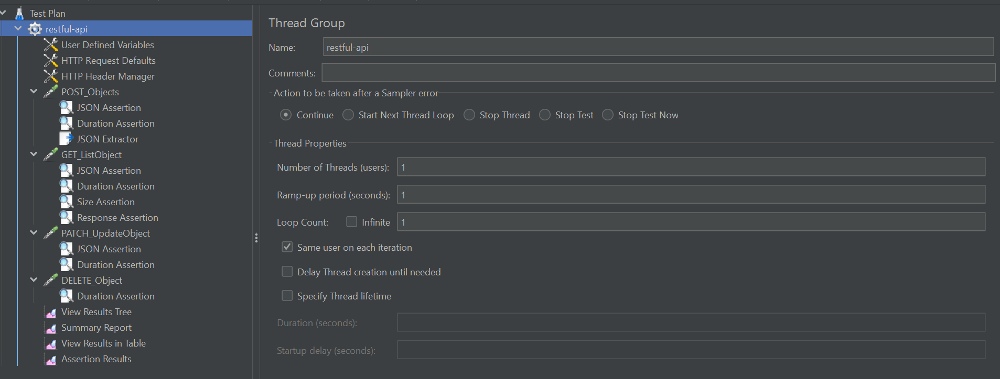 Test Plan
restful-api
User Defined Variables
HTTP Request Defaults
HTTP Header Manager
POST_Objects
JSON Assertion
Duration Assertion
JSON Extractor
GET_ListObject
JSON Assertion
Duration Assertion
Size Assertion
Response Assertion
PATCH_UpdateObject
JSON Assertion
Duration Assertion
DELETE_Object
Duration Assertion
View Results Tree
Summary Report
View Results in Table
Assertion Results
Thread Group
Name: restful-api
Comments:
Action to be taken after a Sampler error
Continue Start Next Thread Loop Stop Thread Stop Test Stop Test Now
Thread Properties
Number of Threads (users): 1
Ramp-up period (seconds): 1
Loop Count: Infinite 1
Same user on each iteration
Delay Thread creation until needed
Specify Thread lifetime
Duration (seconds):
Startup delay (seconds):